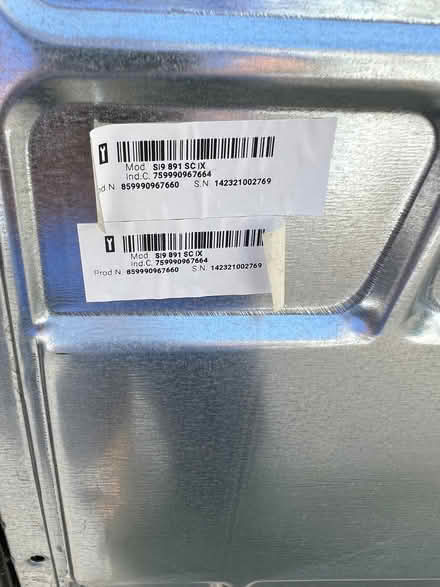 Y
Mod. SI9 891 SC IX
Ind.C. 759990967664
d.N. 859990967660 S.N. 142321002769
Y
Mod. SI9 891 SC IX
Ind.C. 759990967664
Prod.N. 859990967660 S.N. 142321002769